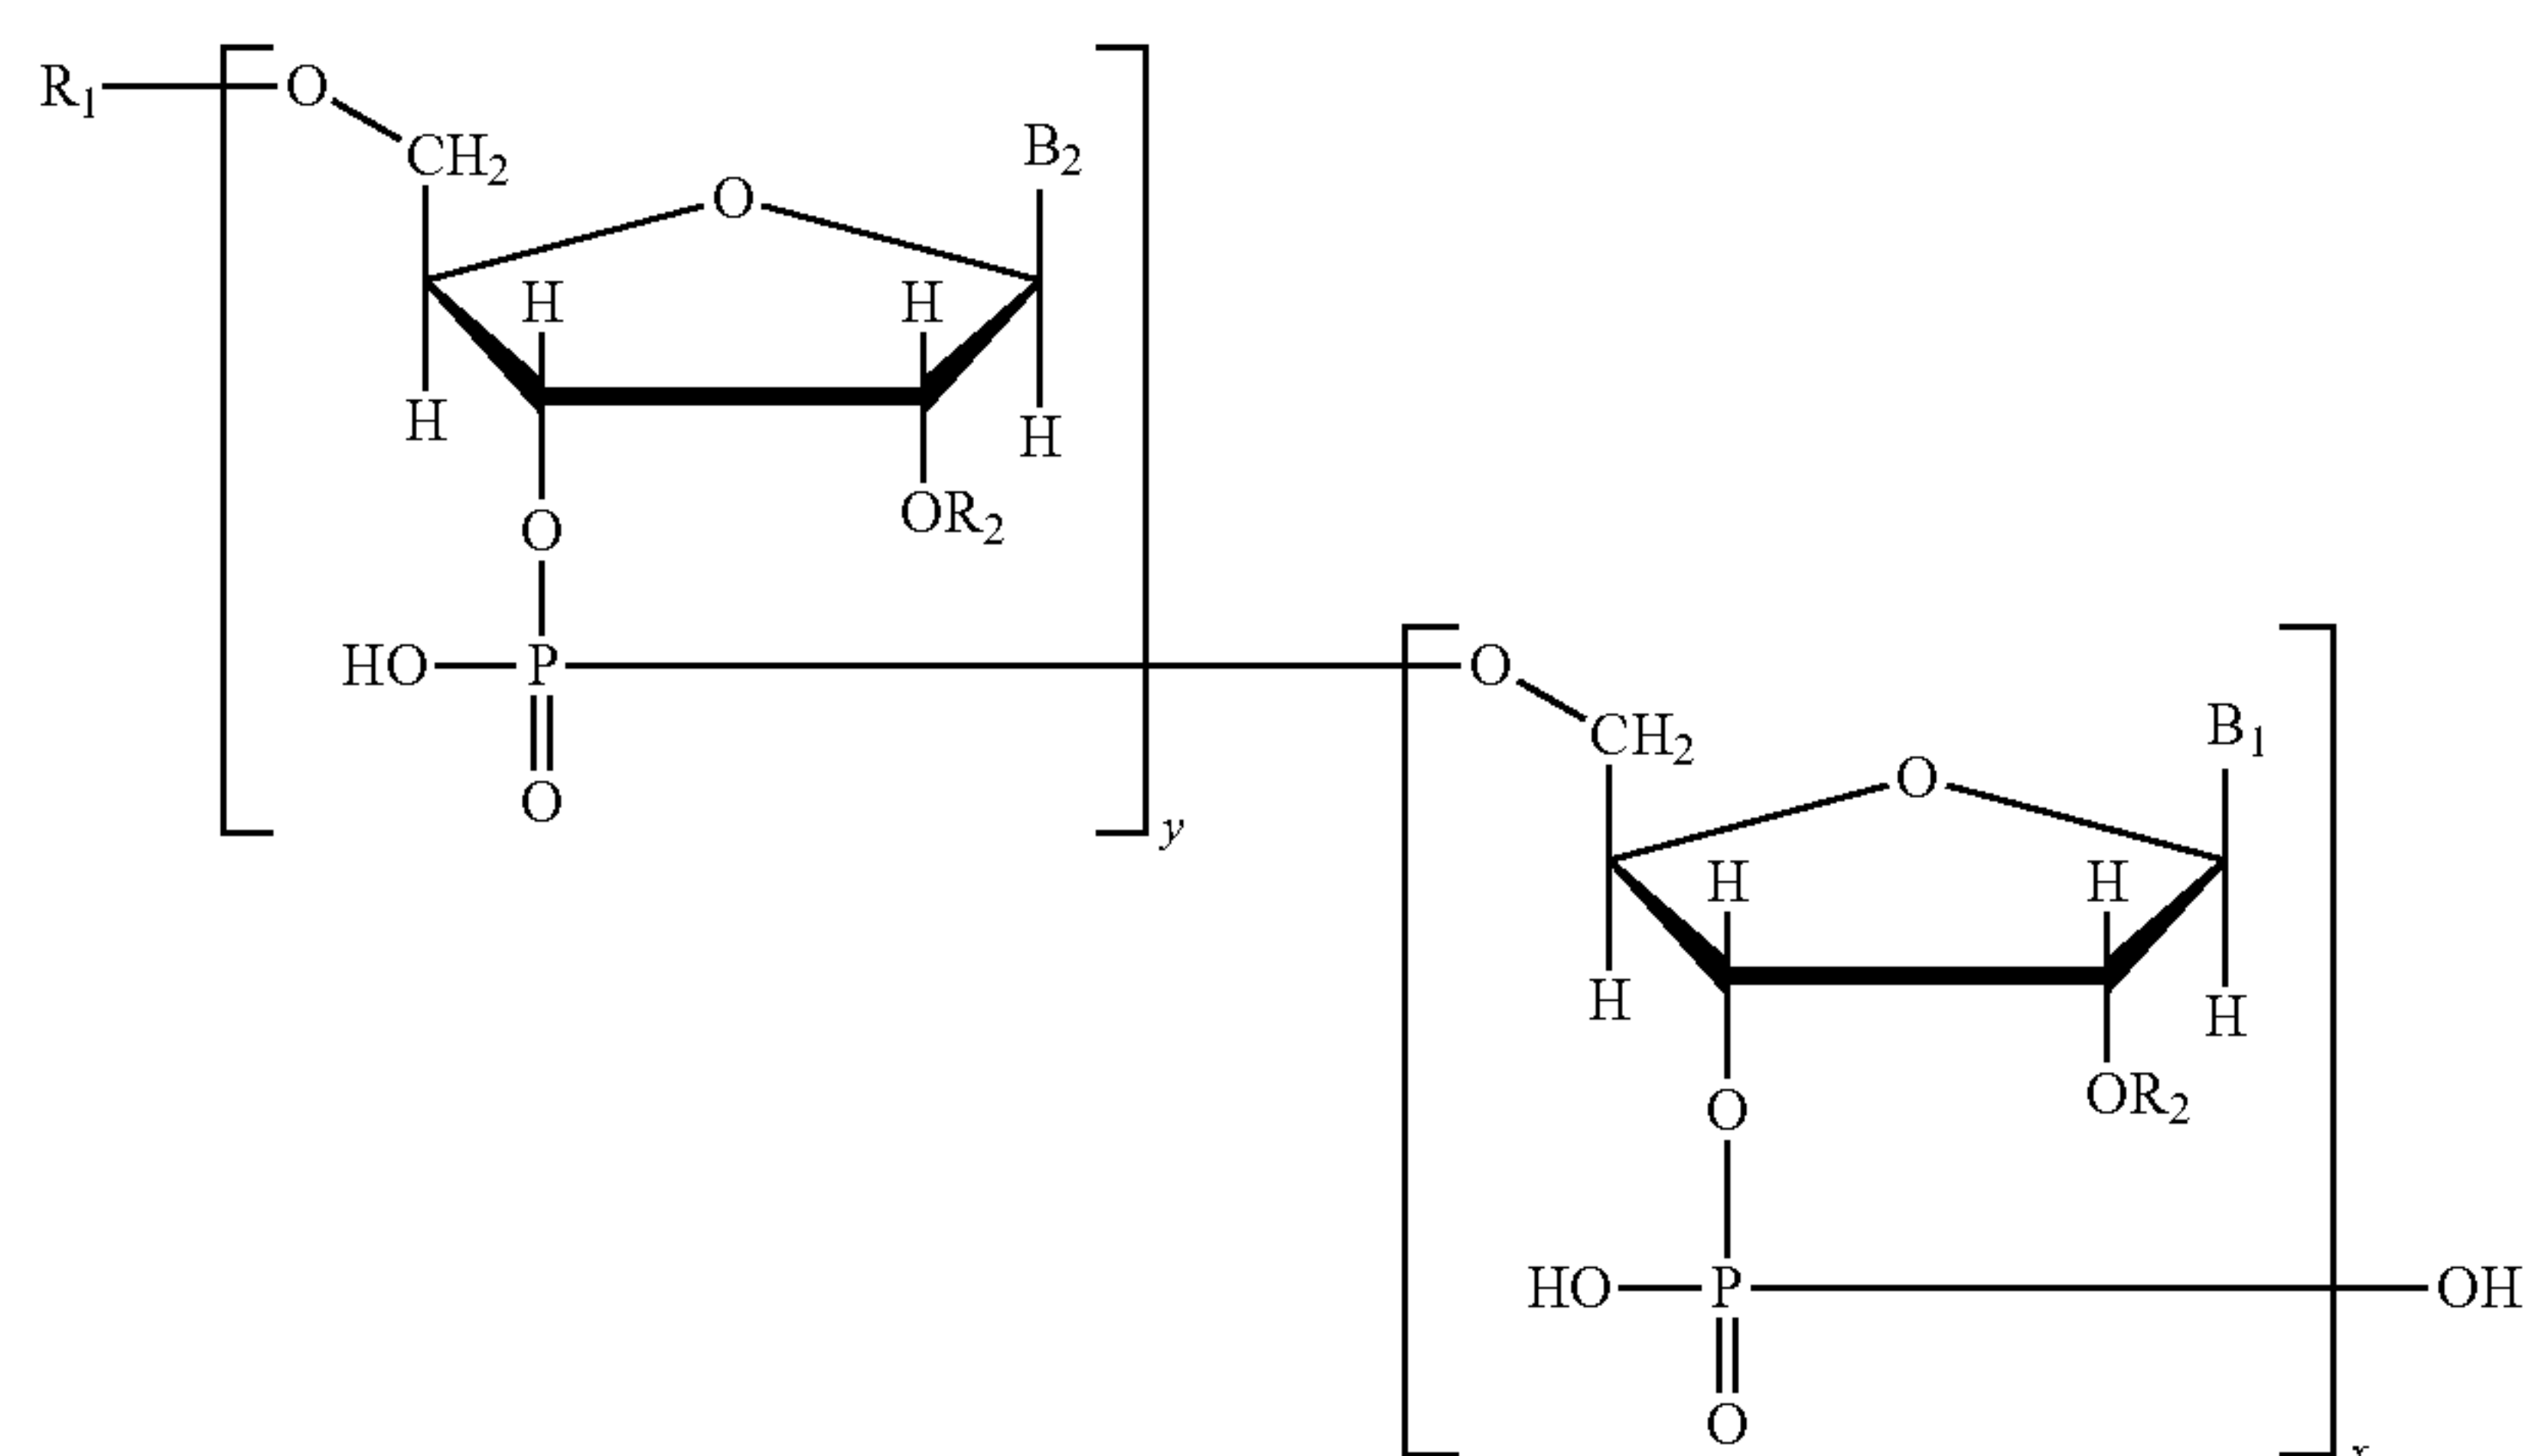 R₁ O
CH₂ B₂
O
H H
H H
O OR₂
HO P O
CH₂ B₁
O y
O
H H
H H
O OR₂
HO P OH
O
x